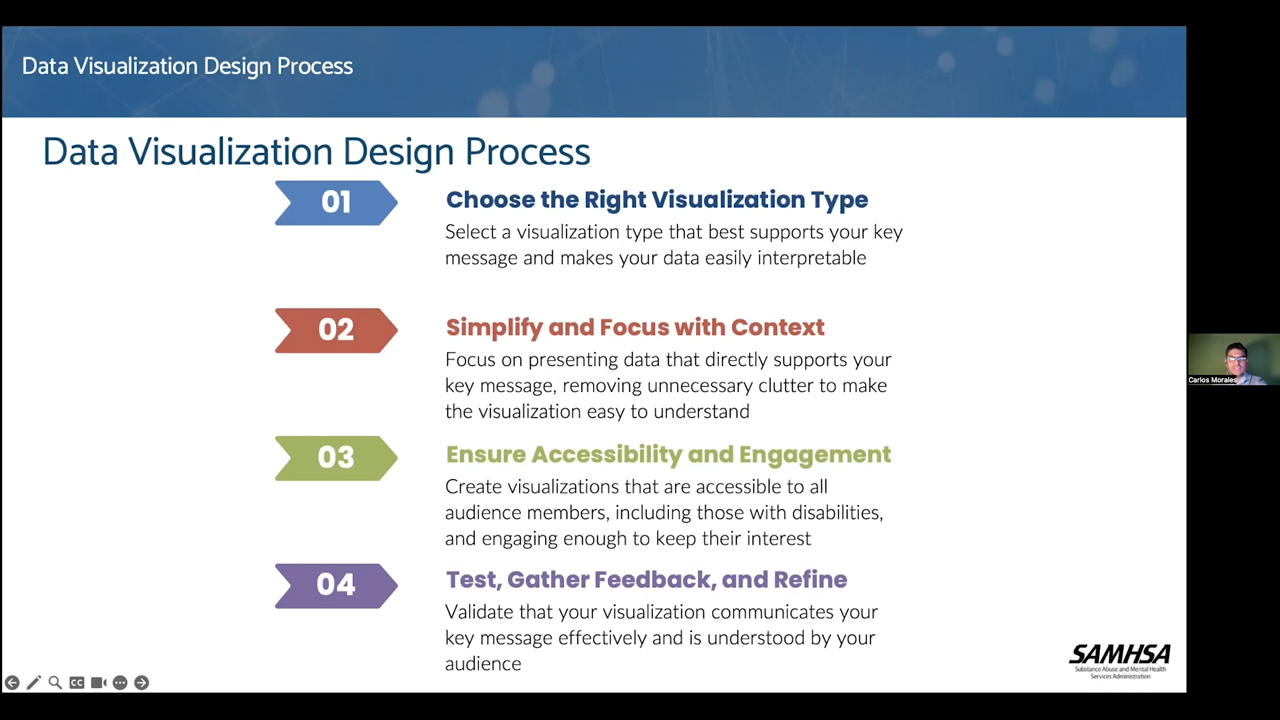 Data Visualization Design Process
Data Visualization Design Process
01
Choose the Right Visualization Type
Select a visualization type that best supports your key
message and makes your data easily interpretable
02
Simplify and Focus with Context
Focus on presenting data that directly supports your
key message, removing unnecessary clutter to make
the visualization easy to understand
03
Ensure Accessibility and Engagement
Create visualizations that are accessible to all
audience members, including those with disabilities,
and engaging enough to keep their interest
04
Test, Gather Feedback, and Refine
Validate that your visualization communicates your
key message effectively and is understood by your
audience
SAMHSA
Substance Abuse and Mental Health
Services Administration
CC
Carlos Morales